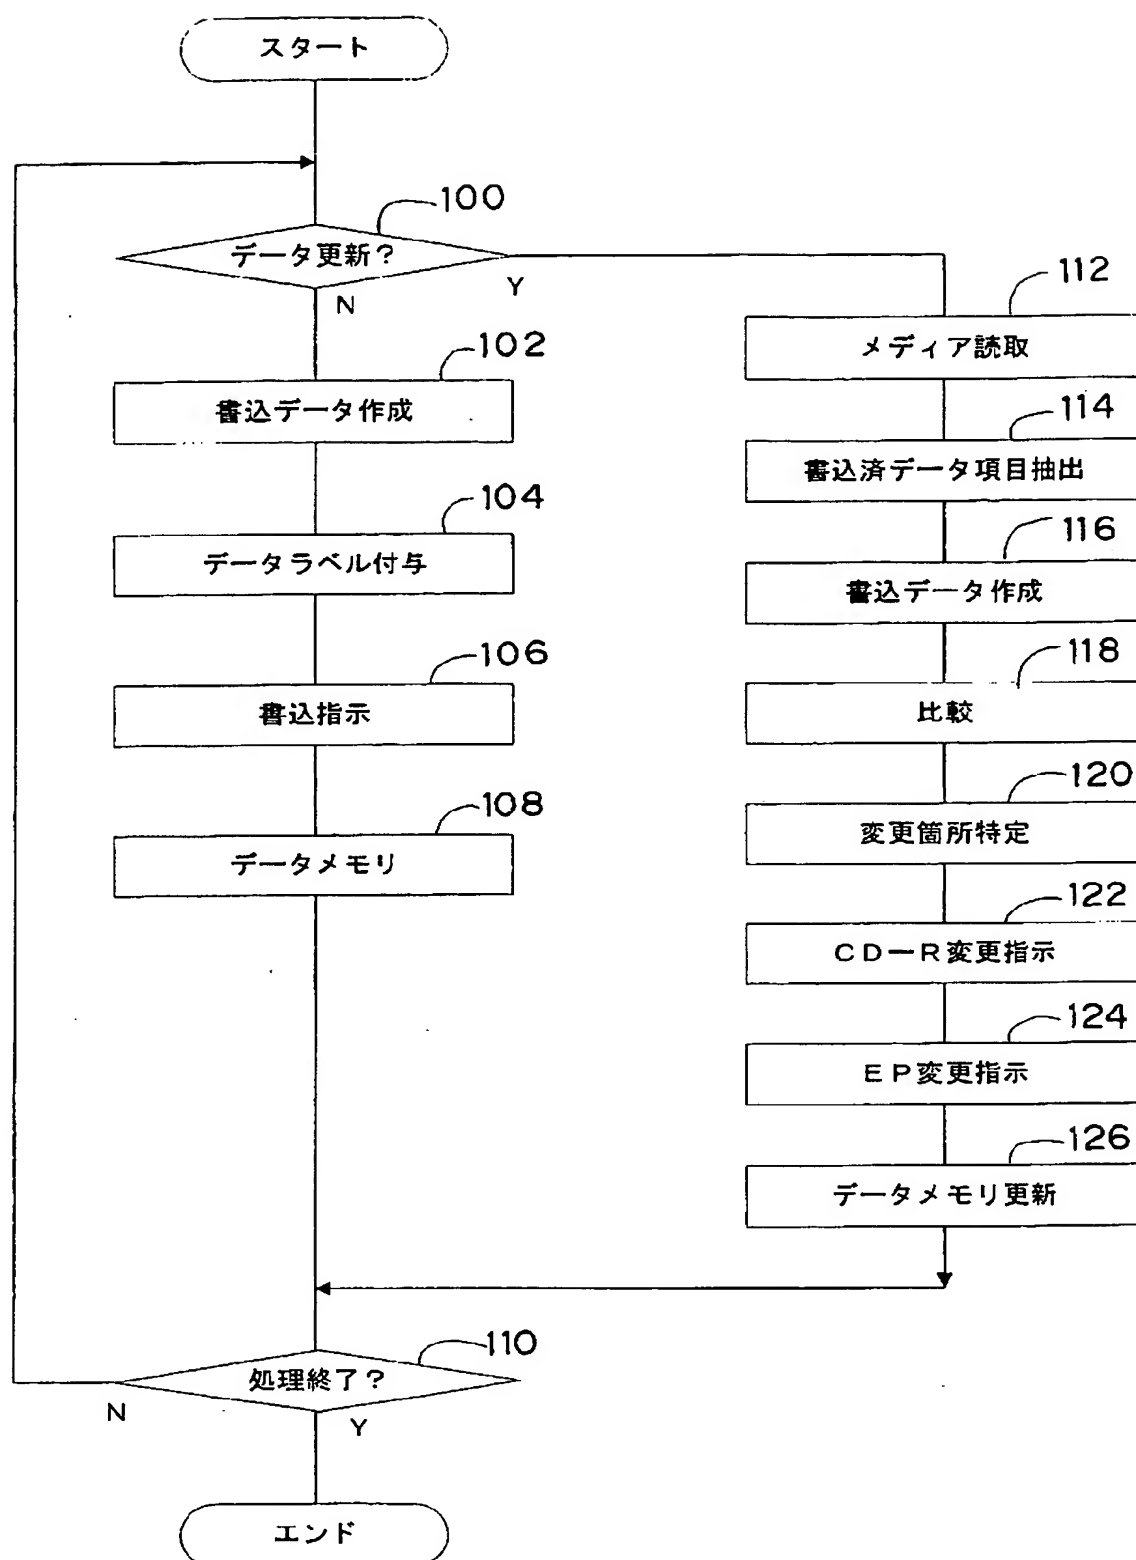 スタート
100
データ更新?
Y
N
102
書込データ作成
104
データラベル付与
106
書込指示
108
データメモリ
112
メディア読取
114
書込済データ項目抽出
116
書込データ作成
118
比較
120
変更箇所特定
122
CD-R変更指示
124
EP変更指示
126
データメモリ更新
110
処理終了?
N
Y
エンド